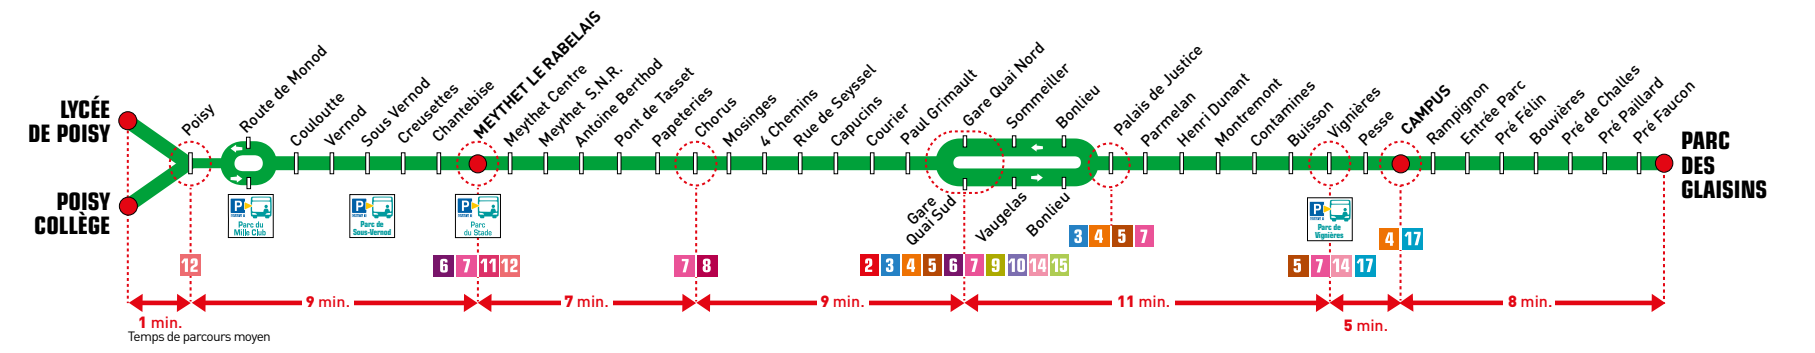 LYCÉE
DE POISY
POISY
COLLÈGE
Poisy
Route de Monod
Couloutte
Vernod
Sous Vernod
Creusettes
Chantebise
MEYTHET LE RABELAIS
Meythet Centre
Meythet S.N.R.
Antoine Berthod
Pont de Tasset
Papeteries
Chorus
Mosinges
4 Chemins
Rue de Seyssel
Capucins
Courier
Paul Grimault
Gare Quai Nord
Sommeiller
Bonlieu
Gare
Quai Sud
Vaugelas
Bonlieu
Palais de Justice
Parmelan
Henri Dunant
Montremont
Contamines
Buisson
Vignières
Pesse
CAMPUS
Rampignon
Entrée Parc
Pré Félin
Bouvières
Pré de Challes
Pré Paillard
Pré Faucon
PARC
DES
GLAISINS
P
Parc du
Mille Club
P
Parc de
Sous-Vernod
P
Parc
du Stade
P
Parc de
Vignières
12
6 7 11 12
7 8
2 3 4 5 6 7 9 10 14 15
3 4 5 7
5 7 14 17
4 17
1 min.
9 min.
7 min.
9 min.
11 min.
5 min.
8 min.
Temps de parcours moyen